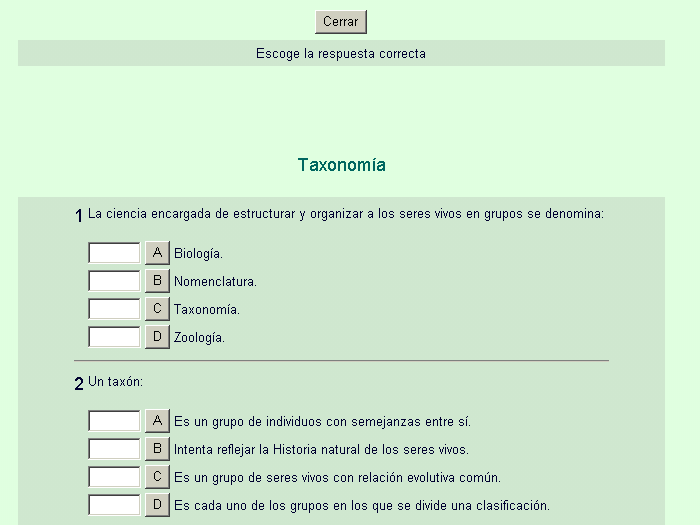 Cerrar
Escoge la respuesta correcta
Taxonomía
1 La ciencia encargada de estructurar y organizar a los seres vivos en grupos se denomina:
A Biología.
B Nomenclatura.
C Taxonomía.
D Zoología.
2 Un taxón:
A Es un grupo de individuos con semejanzas entre sí.
B Intenta reflejar la Historia natural de los seres vivos.
C Es un grupo de seres vivos con relación evolutiva común.
D Es cada uno de los grupos en los que se divide una clasificación.